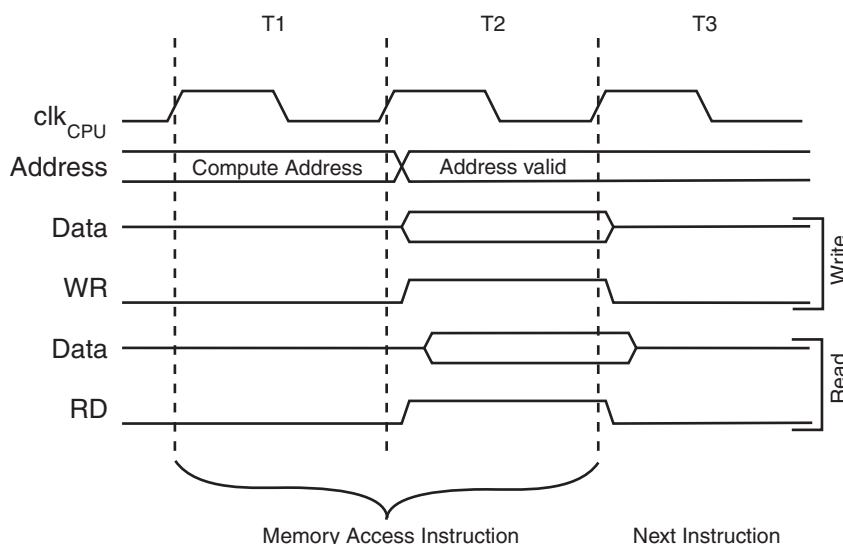 T1 T2 T3
clkCPU
Address Compute Address Address valid
Data
WR
Write
Data
RD
Read
Memory Access Instruction Next Instruction